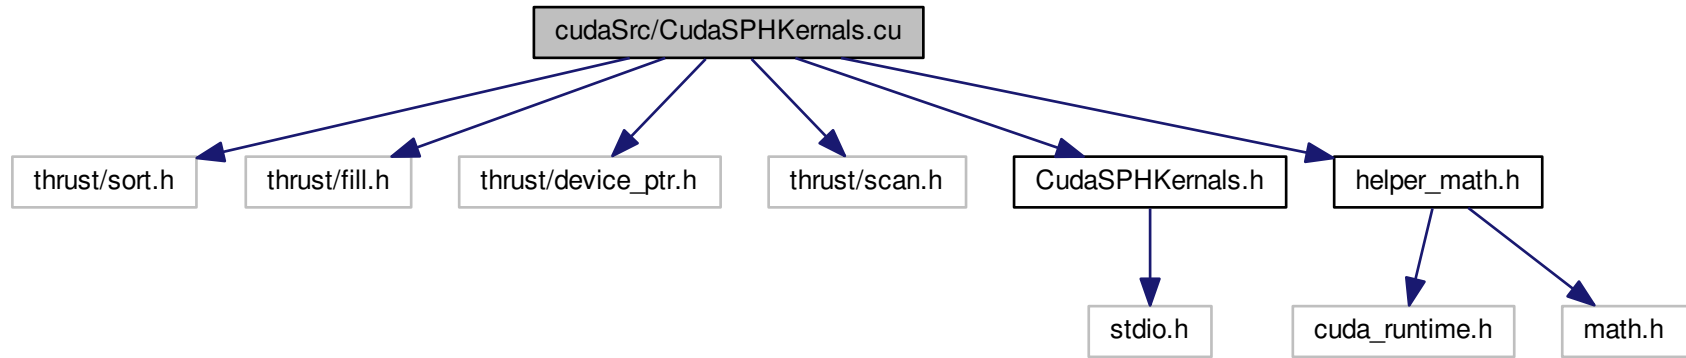 cudaSrc/CudaSPHKernals.cu
thrust/sort.h
thrust/fill.h
thrust/device_ptr.h
thrust/scan.h
CudaSPHKernals.h
helper_math.h
stdio.h
cuda_runtime.h
math.h